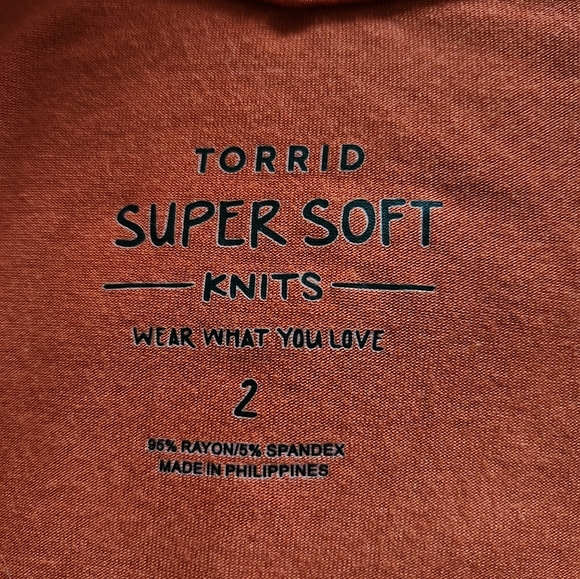 TORRID
SUPER SOFT
KNITS
WEAR WHAT YOU LOVE
2
95% RAYON/5% SPANDEX
MADE IN PHILIPPINES